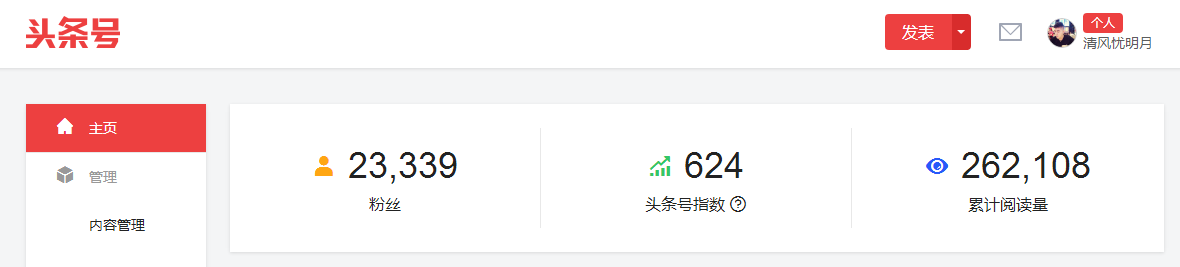 头条号
发表
个人
清风忧明月
主页
管理
内容管理
23,339
粉丝
624
头条号指数
262,108
累计阅读量